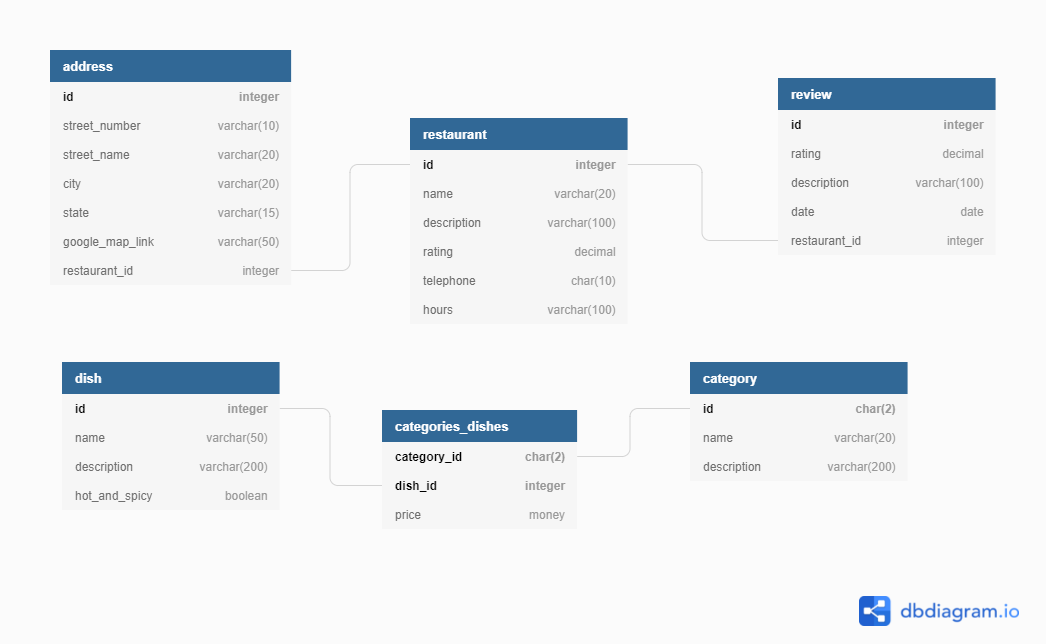 address
id integer
street_number varchar(10)
street_name varchar(20)
city varchar(20)
state varchar(15)
google_map_link varchar(50)
restaurant_id integer
restaurant
id integer
name varchar(20)
description varchar(100)
rating decimal
telephone char(10)
hours varchar(100)
review
id integer
rating decimal
description varchar(100)
date date
restaurant_id integer
dish
id integer
name varchar(50)
description varchar(200)
hot_and_spicy boolean
categories_dishes
category_id char(2)
dish_id integer
price money
category
id char(2)
name varchar(20)
description varchar(200)
dbdiagram.io